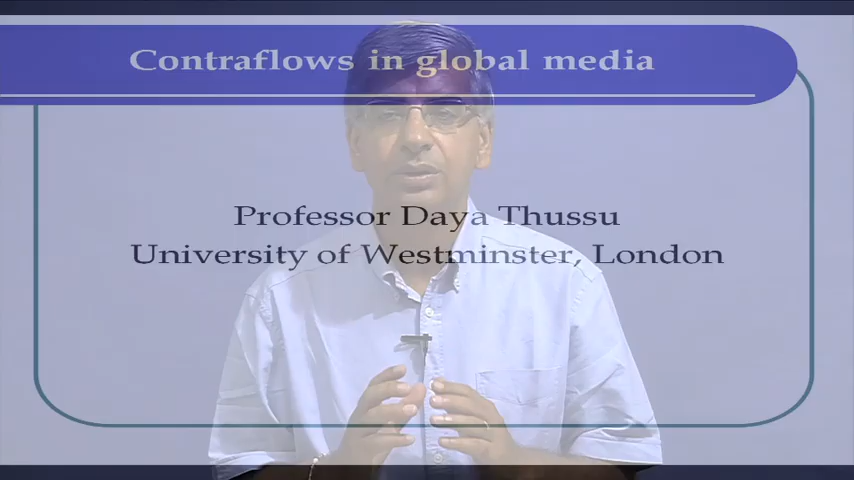 Contraflows in global media
Professor Daya Thussu
University of Westminster, London